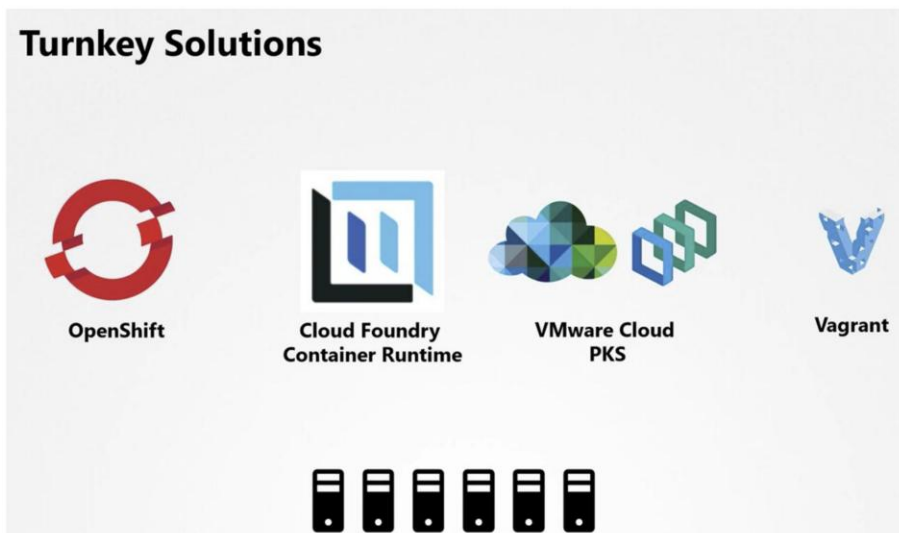 Turnkey Solutions
OpenShift
Cloud Foundry
Container Runtime
VMware Cloud
PKS
Vagrant